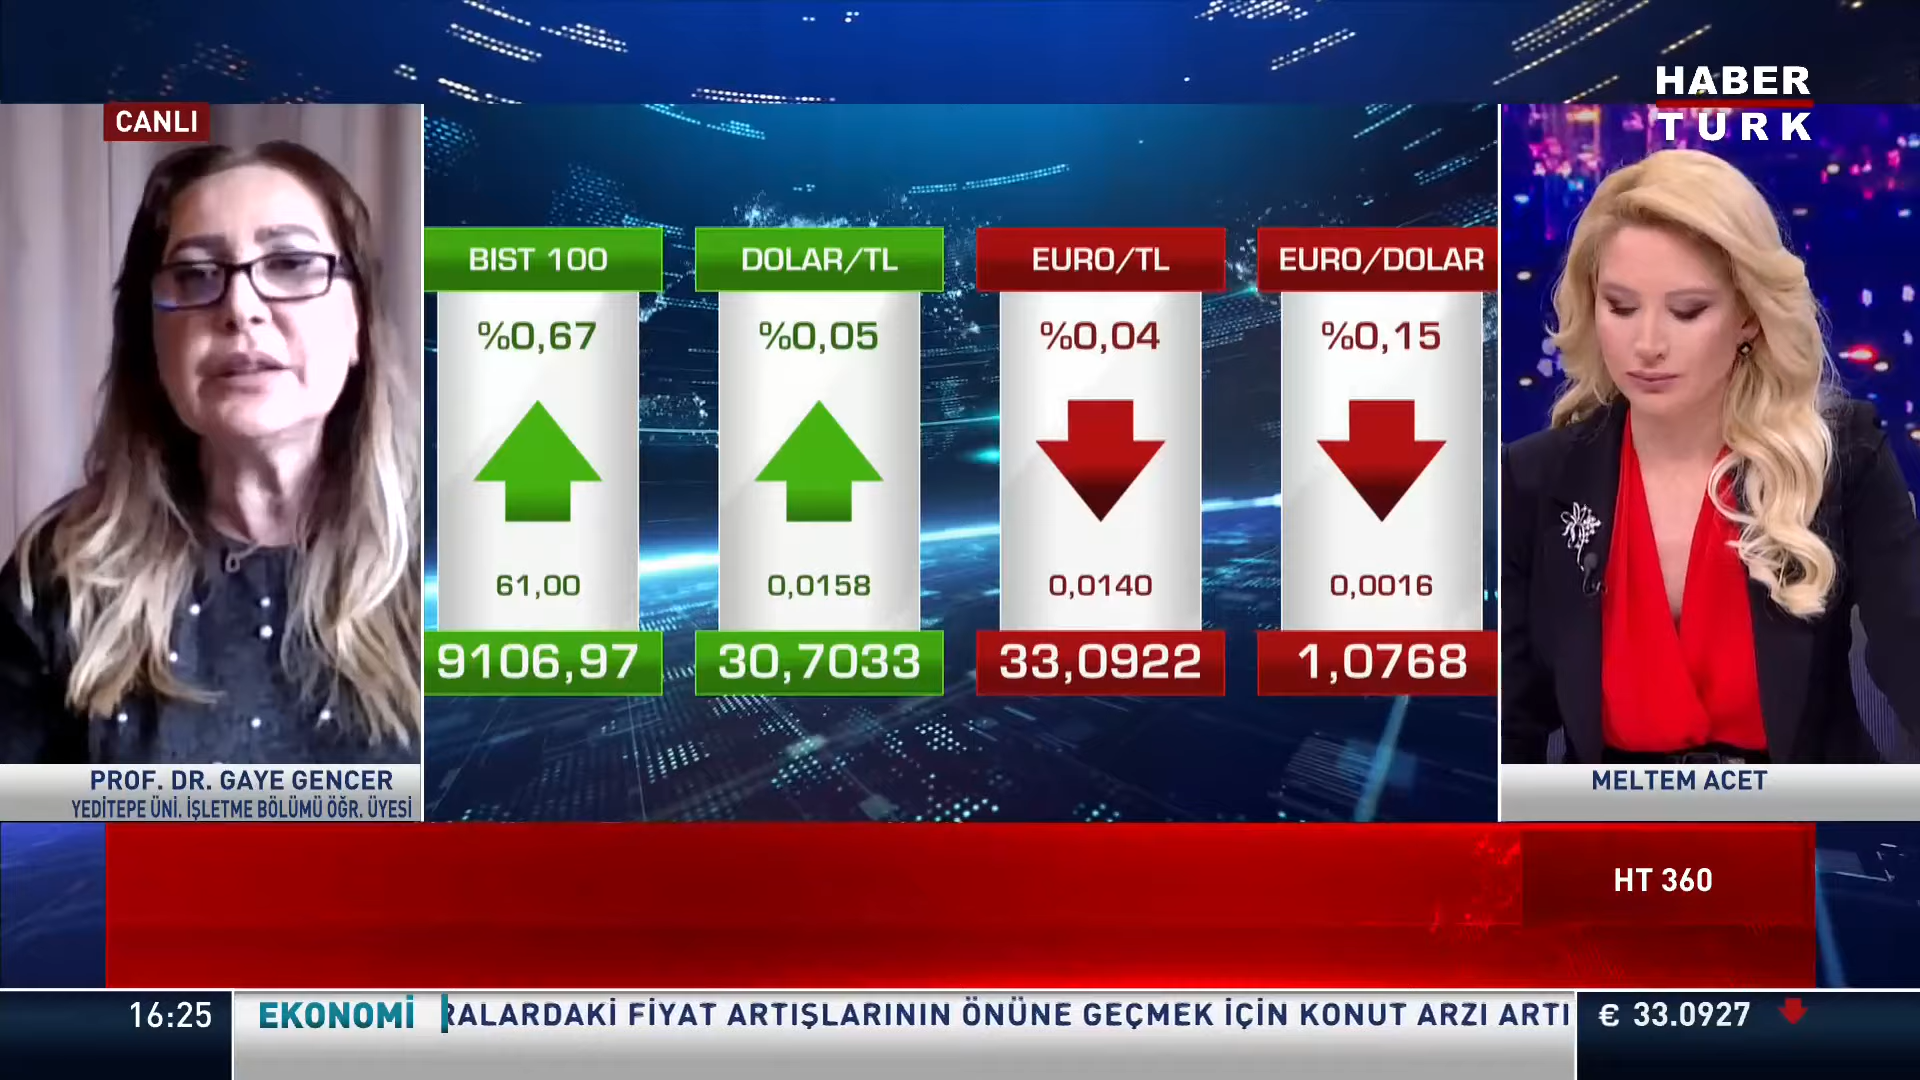 HABER
TURK
CANLI
BIST 100
%0,67
61,00
9106,97
DOLAR/TL
%0,05
0,0158
30,7033
EURO/TL
%0,04
0,0140
33,0922
EURO/DOLAR
%0,15
0,0016
1,0768
PROF. DR. GAYE GENCER
YEDİTEPE ÜNİ. İŞLETME BÖLÜMÜ ÖĞR. ÜYESİ
MELTEM ACET
HT 360
16:25
EKONOMİ
RALARDAKİ FİYAT ARTIŞLARININ ÖNÜNE GEÇMEK İÇİN KONUT ARZI ARTI
€ 33.0927